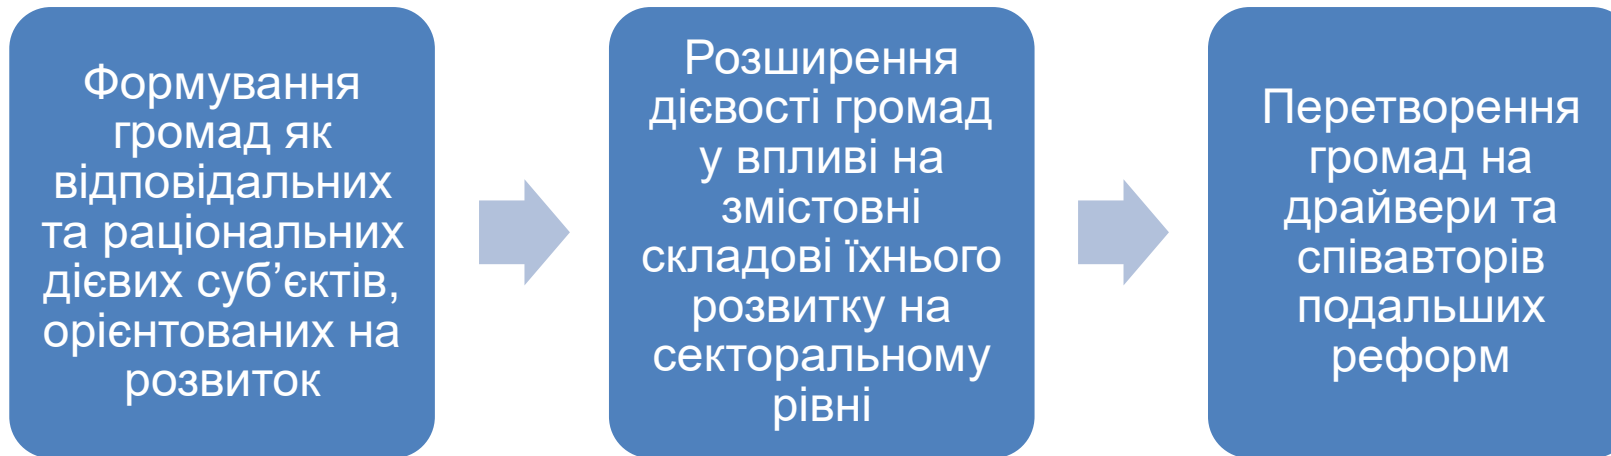 Формування
громад як
відповідальних
та раціональних
дієвих суб’єктів,
орієнтованих на
розвиток
Розширення
дієвості громад
у впливі на
змістовні
складові їхнього
розвитку на
секторальному
рівні
Перетворення
громад на
драйвери та
співавторів
подальших
реформ